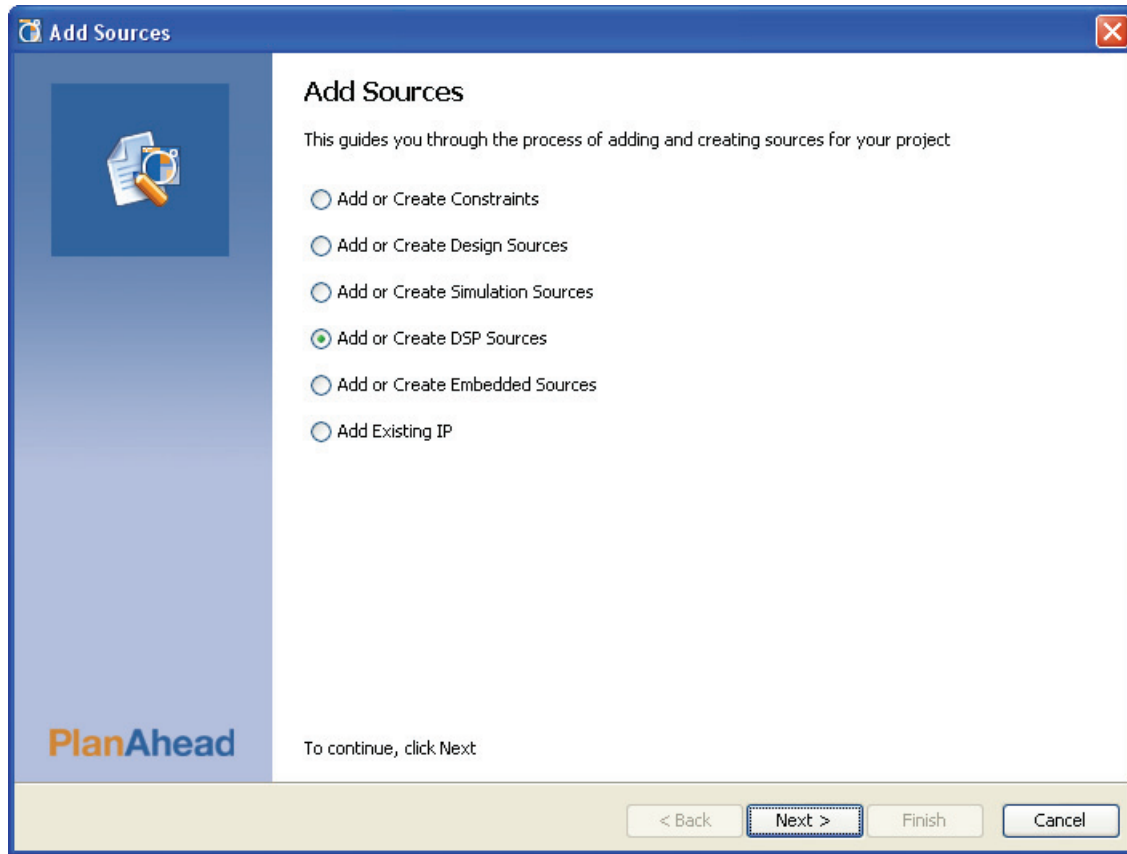 Add Sources
Add Sources
This guides you through the process of adding and creating sources for your project
Add or Create Constraints
Add or Create Design Sources
Add or Create Simulation Sources
Add or Create DSP Sources
Add or Create Embedded Sources
Add Existing IP
PlanAhead
To continue, click Next
< Back Next > Finish Cancel